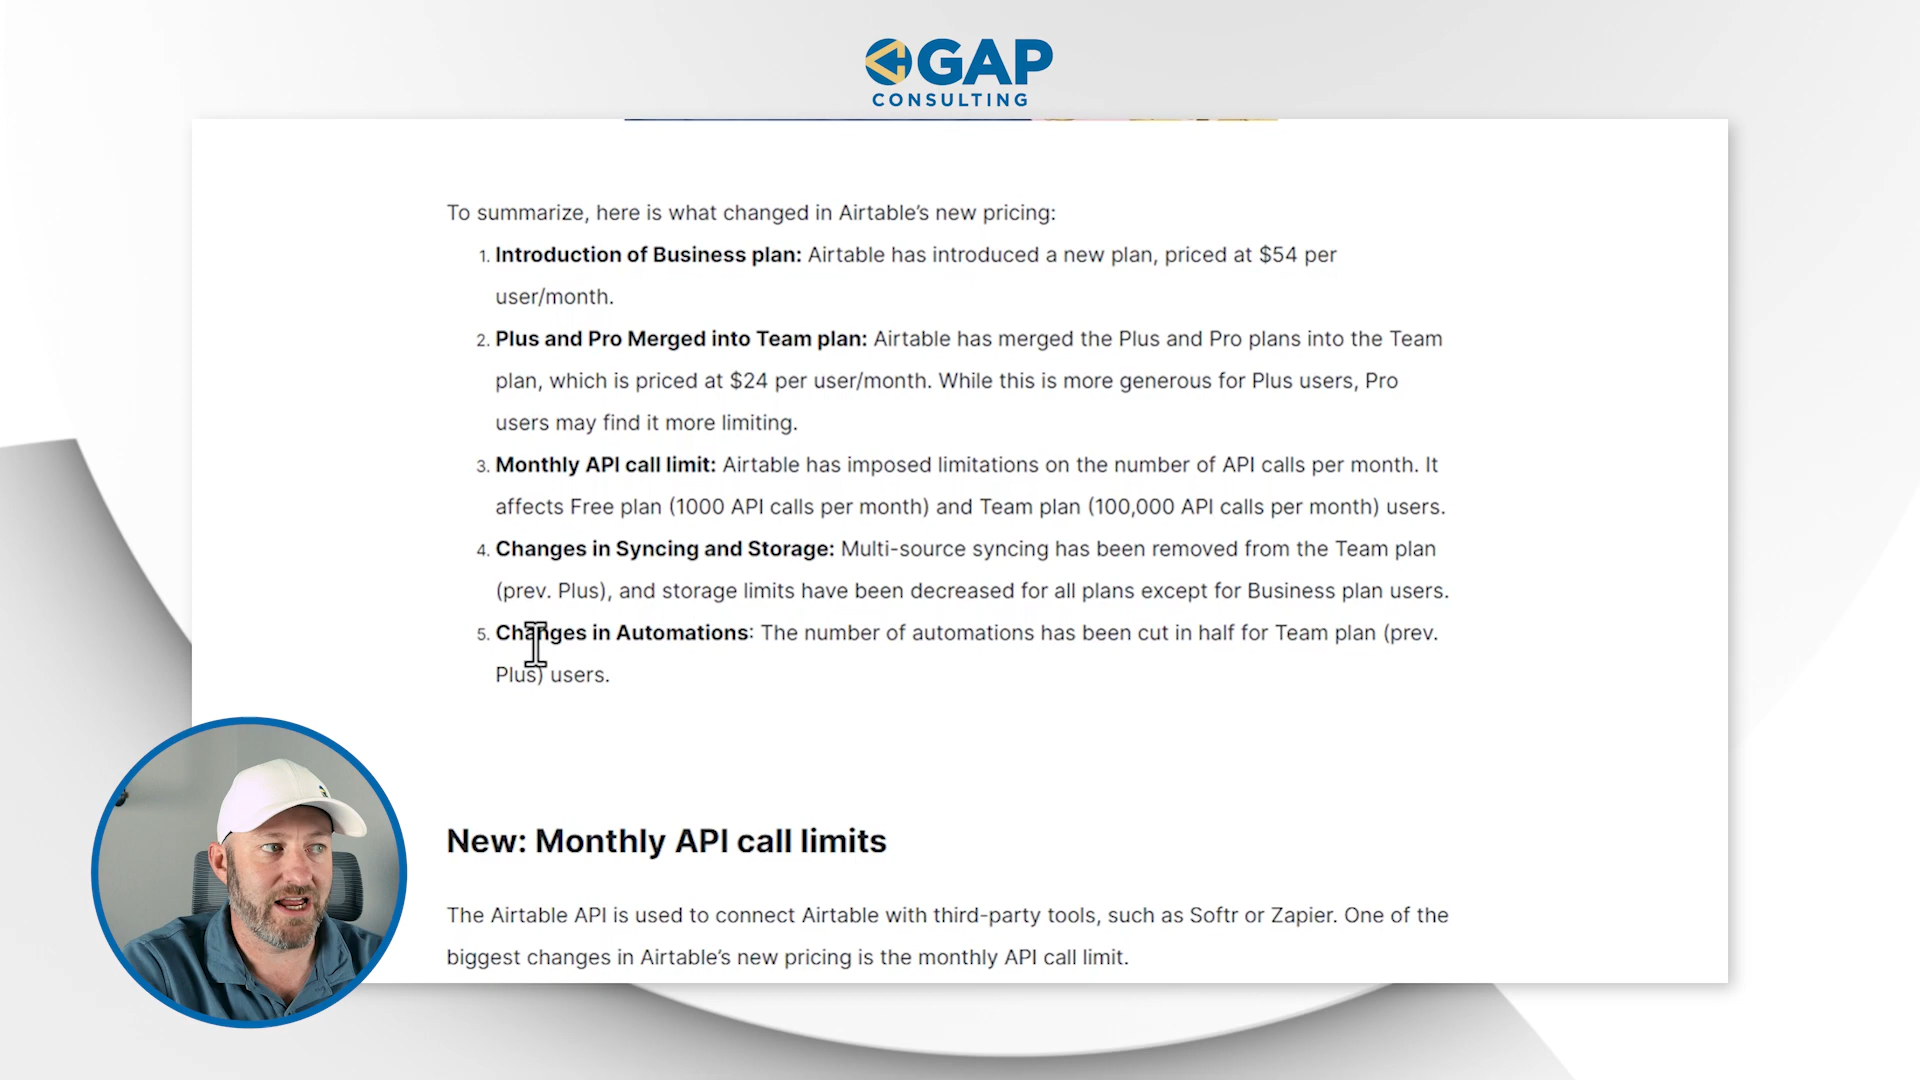 GAP
CONSULTING
To summarize, here is what changed in Airtable’s new pricing:
1. Introduction of Business plan: Airtable has introduced a new plan, priced at $54 per
user/month.
2. Plus and Pro Merged into Team plan: Airtable has merged the Plus and Pro plans into the Team
plan, which is priced at $24 per user/month. While this is more generous for Plus users, Pro
users may find it more limiting.
3. Monthly API call limit: Airtable has imposed limitations on the number of API calls per month. It
affects Free plan (1000 API calls per month) and Team plan (100,000 API calls per month) users.
4. Changes in Syncing and Storage: Multi-source syncing has been removed from the Team plan
(prev. Plus), and storage limits have been decreased for all plans except for Business plan users.
5. Changes in Automations: The number of automations has been cut in half for Team plan (prev.
Plus) users.
New: Monthly API call limits
The Airtable API is used to connect Airtable with third-party tools, such as Softr or Zapier. One of the
biggest changes in Airtable’s new pricing is the monthly API call limit.